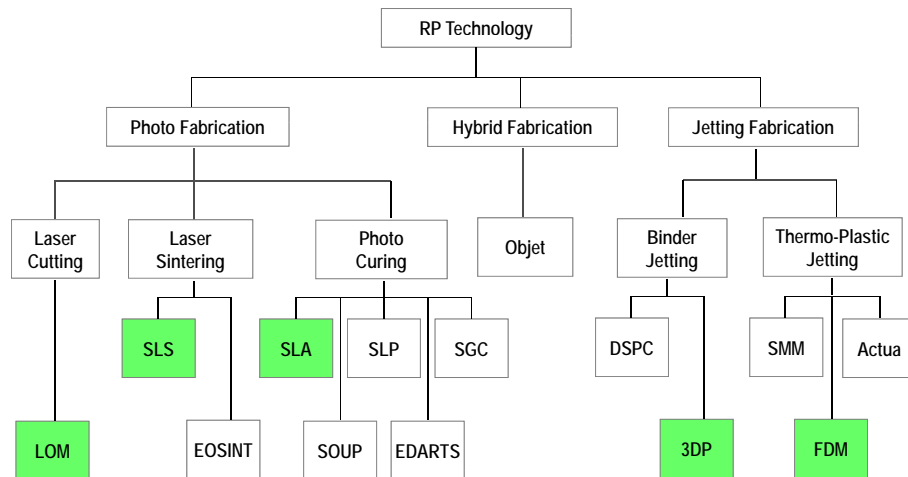 RP Technology
Photo Fabrication
Hybrid Fabrication
Jetting Fabrication
Laser
Cutting
Laser
Sintering
Photo
Curing
Objet
Binder
Jetting
Thermo-Plastic
Jetting
SLS
SLA
SLP
SGC
DSPC
SMM
Actua
LOM
EOSINT
SOUP
EDARTS
3DP
FDM